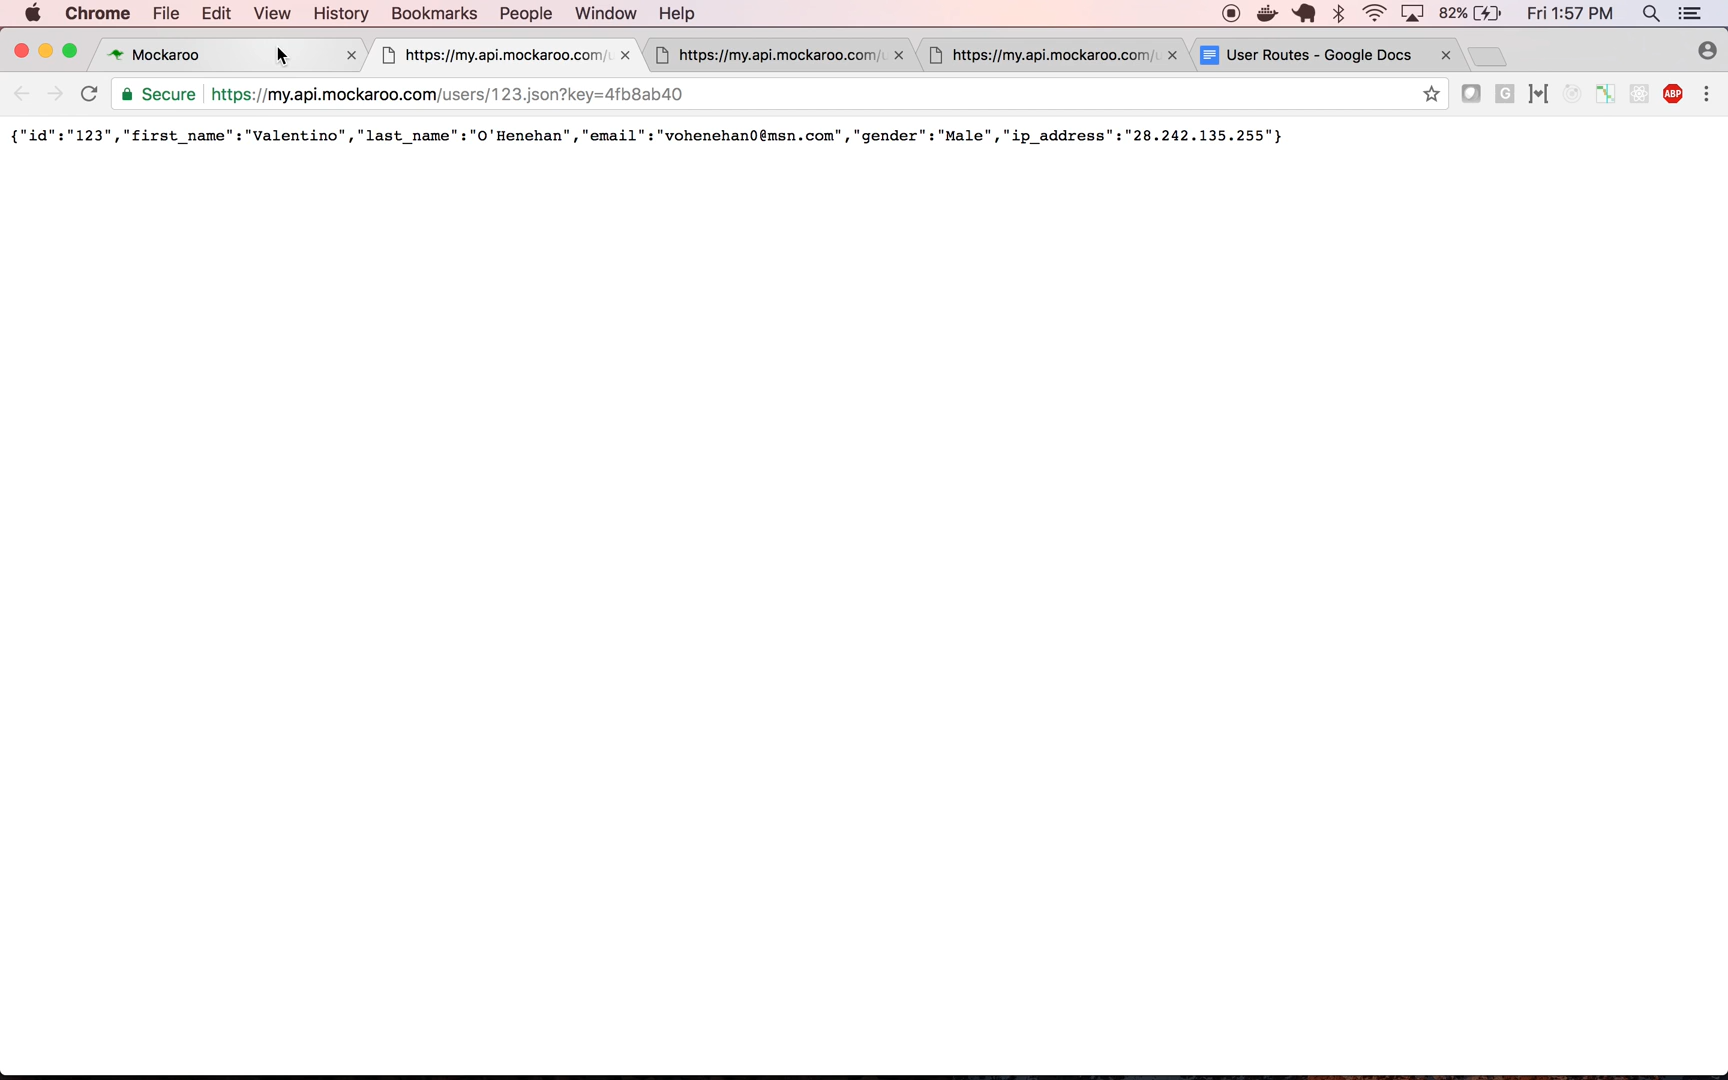 Chrome File Edit View History Bookmarks People Window Help 82% Fri 1:57 PM
Mockaroo https://my.api.mockaroo.com/u https://my.api.mockaroo.com/u https://my.api.mockaroo.com/u User Routes - Google Docs
Secure https://my.api.mockaroo.com/users/123.json?key=4fb8ab40 G ABP
{"id":"123","first_name":"Valentino","last_name":"O'Henehan","email":"vohenehan0@msn.com","gender":"Male","ip_address":"28.242.135.255"}